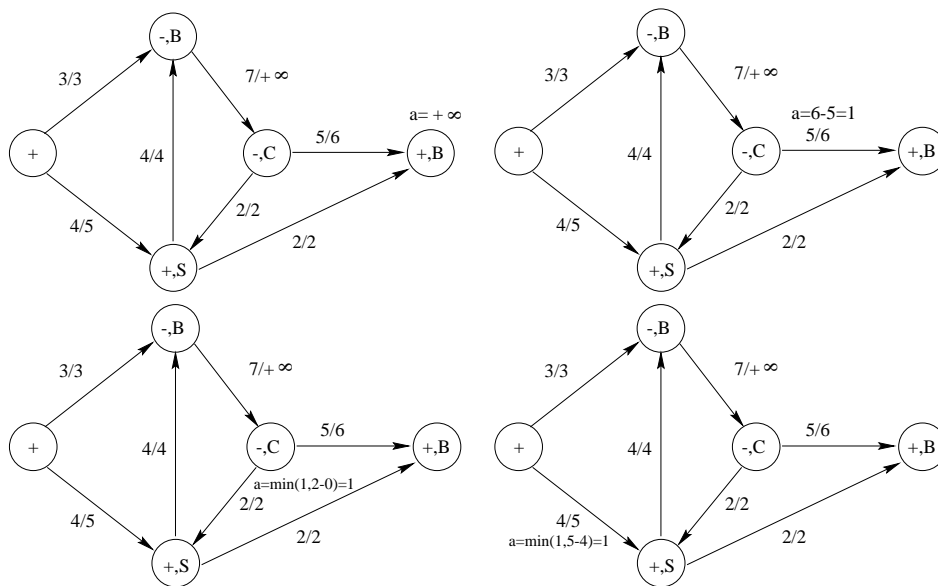 -,B
3/3
7/+ ∞
a= + ∞
+
4/4
-,C
5/6
+,B
4/5
2/2
+,S
2/2
-,B
3/3
7/+ ∞
a=6-5=1
+
4/4
-,C
5/6
+,B
4/5
2/2
+,S
2/2
-,B
3/3
7/+ ∞
+
4/4
-,C
5/6
+,B
a=min(1,2-0)=1
4/5
2/2
+,S
2/2
-,B
3/3
7/+ ∞
+
4/4
-,C
5/6
+,B
4/5
a=min(1,5-4)=1
2/2
+,S
2/2